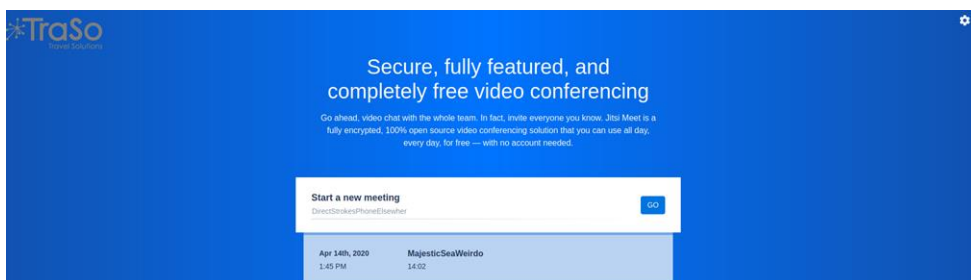 TraSo
Travel Solutions
Secure, fully featured, and
completely free video conferencing
Go ahead, video chat with the whole team. In fact, invite everyone you know. Jitsi Meet is a
fully encrypted, 100% open source video conferencing solution that you can use all day,
every day, for free — with no account needed.
Start a new meeting
DirectStrokesPhoneElsewher
GO
Apr 14th, 2020 MajesticSeaWeirdo
1:45 PM 14:02